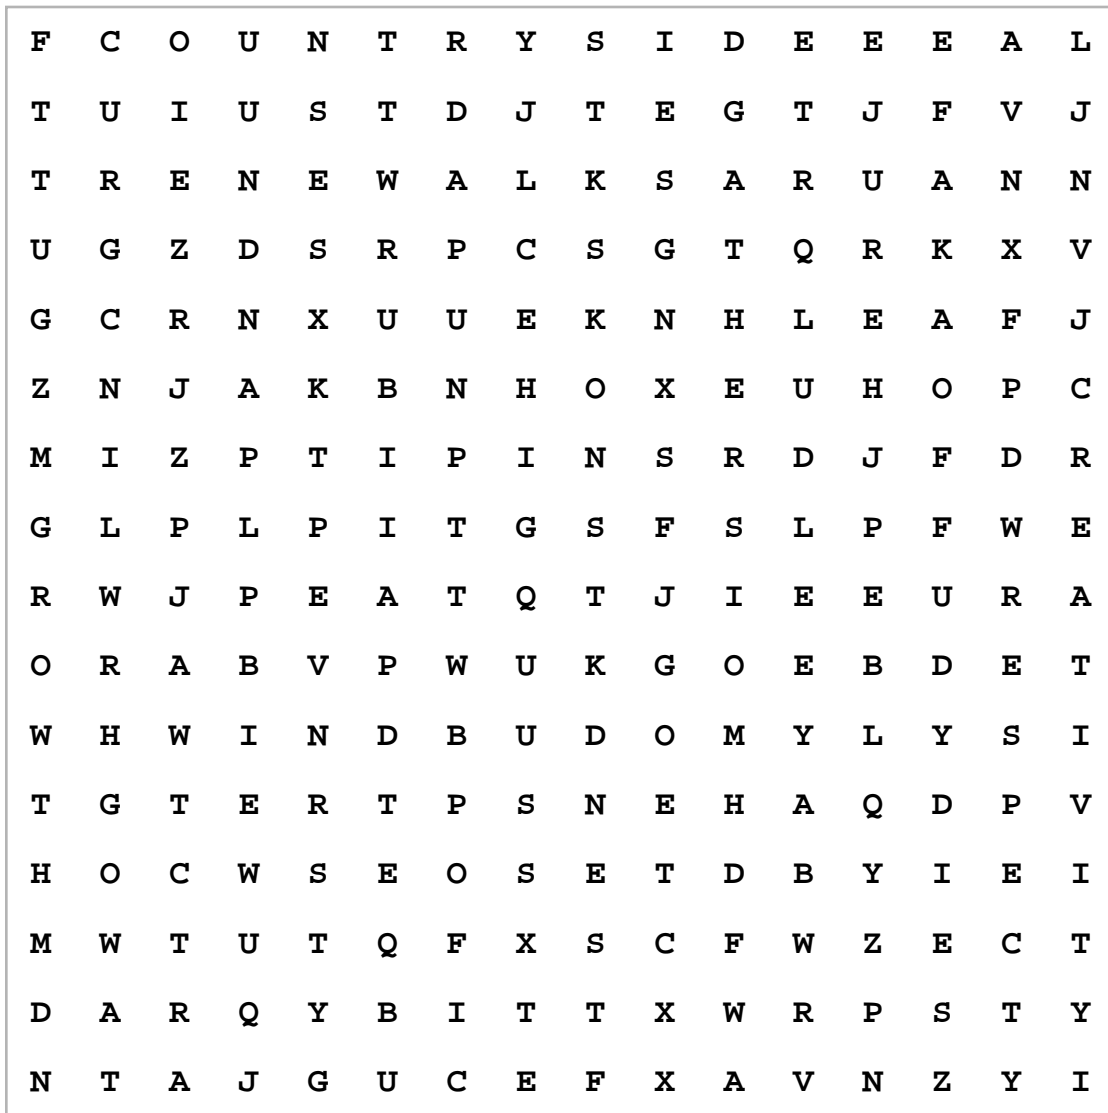 F C O U N T R Y S I D E E E A L
T U I U S T D J T E G T J F V J
T R E N E W A L K S A R U A N N
U G Z D S R P C S G T Q R K X V
G C R N X U U E K N H L E A F J
Z N J A K B N H O X E U H O P C
M I Z P T I P I N S R D J F D R
G L P L P I T G S F S L P F W E
R W J P E A T Q T J I E E U R A
O R A B V P W U K G O E B D E T
W H W I N D B U D O M Y L Y S I
T G T E R T P S N E H A Q D P V
H O C W S E O S E T D B Y I E I
M W T U T Q F X S C F W Z E C T
D A R Q Y B I T T X W R P S T Y
N T A J G U C E F X A V N Z Y I